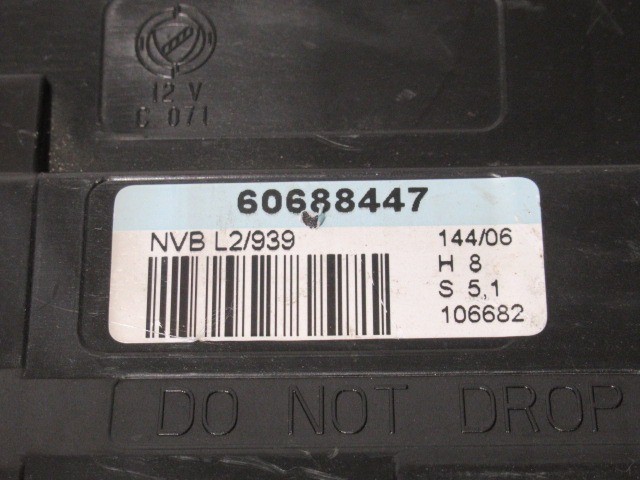 12 V
C 071
60688447
NVB L2/939
144/06
H 8
S 5,1
106682
DO NOT DROP